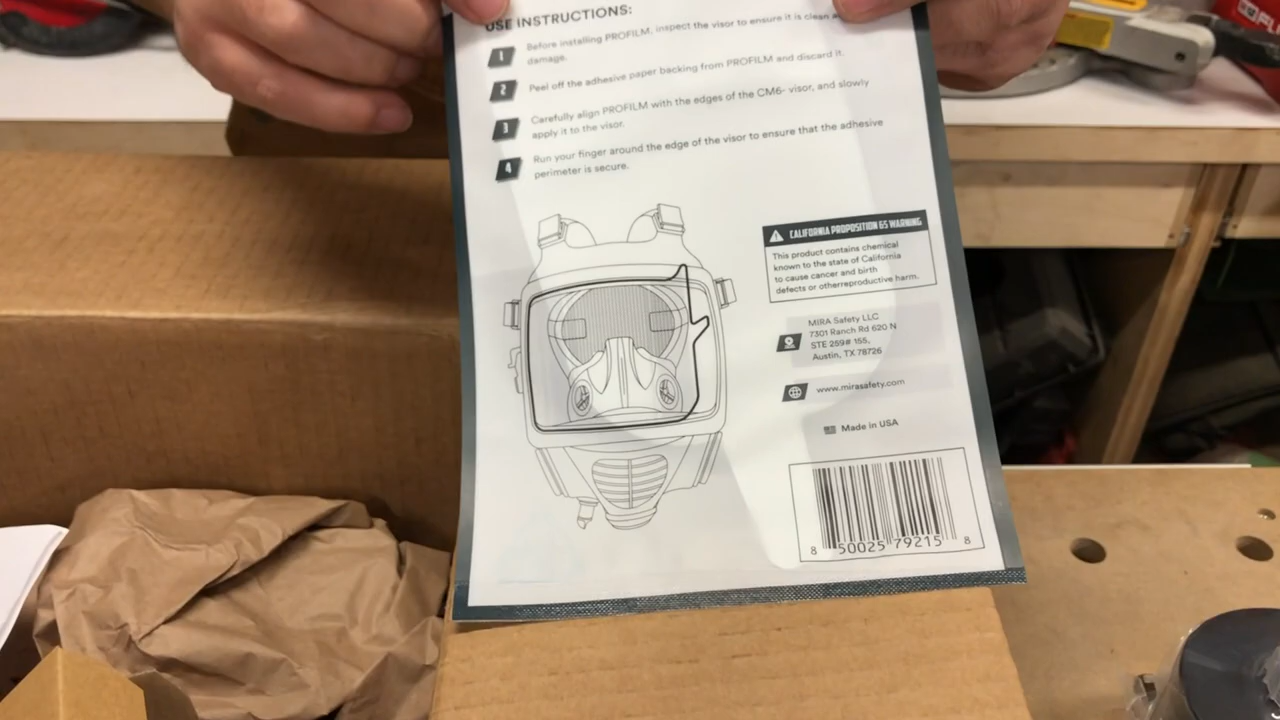 USE INSTRUCTIONS:
1 Before installing PROFILM, inspect the visor to ensure it is clean
damage.
2 Peel off the adhesive paper backing from PROFILM and discard it.
3 Carefully align PROFILM with the edges of the CM6- visor, and slowly
apply it to the visor.
4 Run your finger around the edge of the visor to ensure that the adhesive
perimeter is secure.
CALIFORNIA PROPOSITION 65 WARNING
This product contains chemical
known to the state of California
to cause cancer and birth
defects or otherreproductive harm.
MIRA Safety LLC
7301 Ranch Rd 620 N
STE 259# 155,
Austin, TX 78726
www.mirasafety.com
Made in USA
8 50025 79215 8